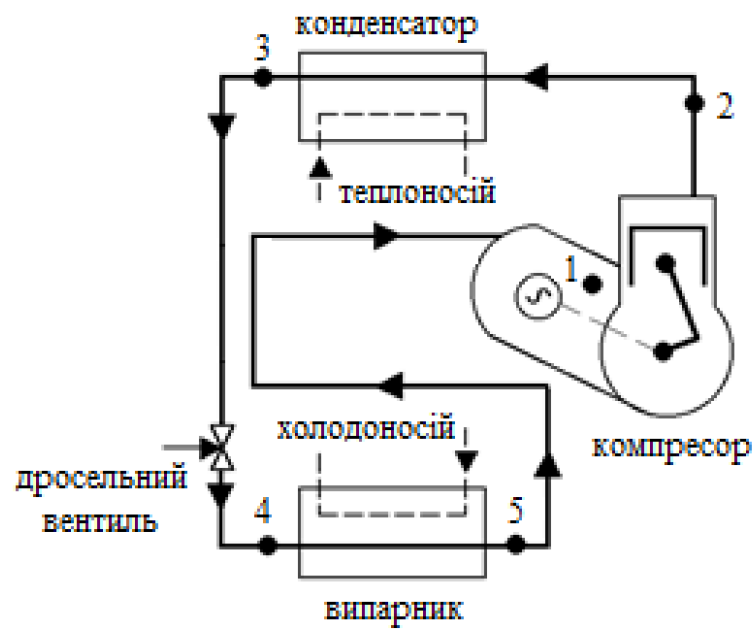 конденсатор
3
2
теплоносій
1
холодоносій
компресор
дросельний
вентиль
4
5
випарник